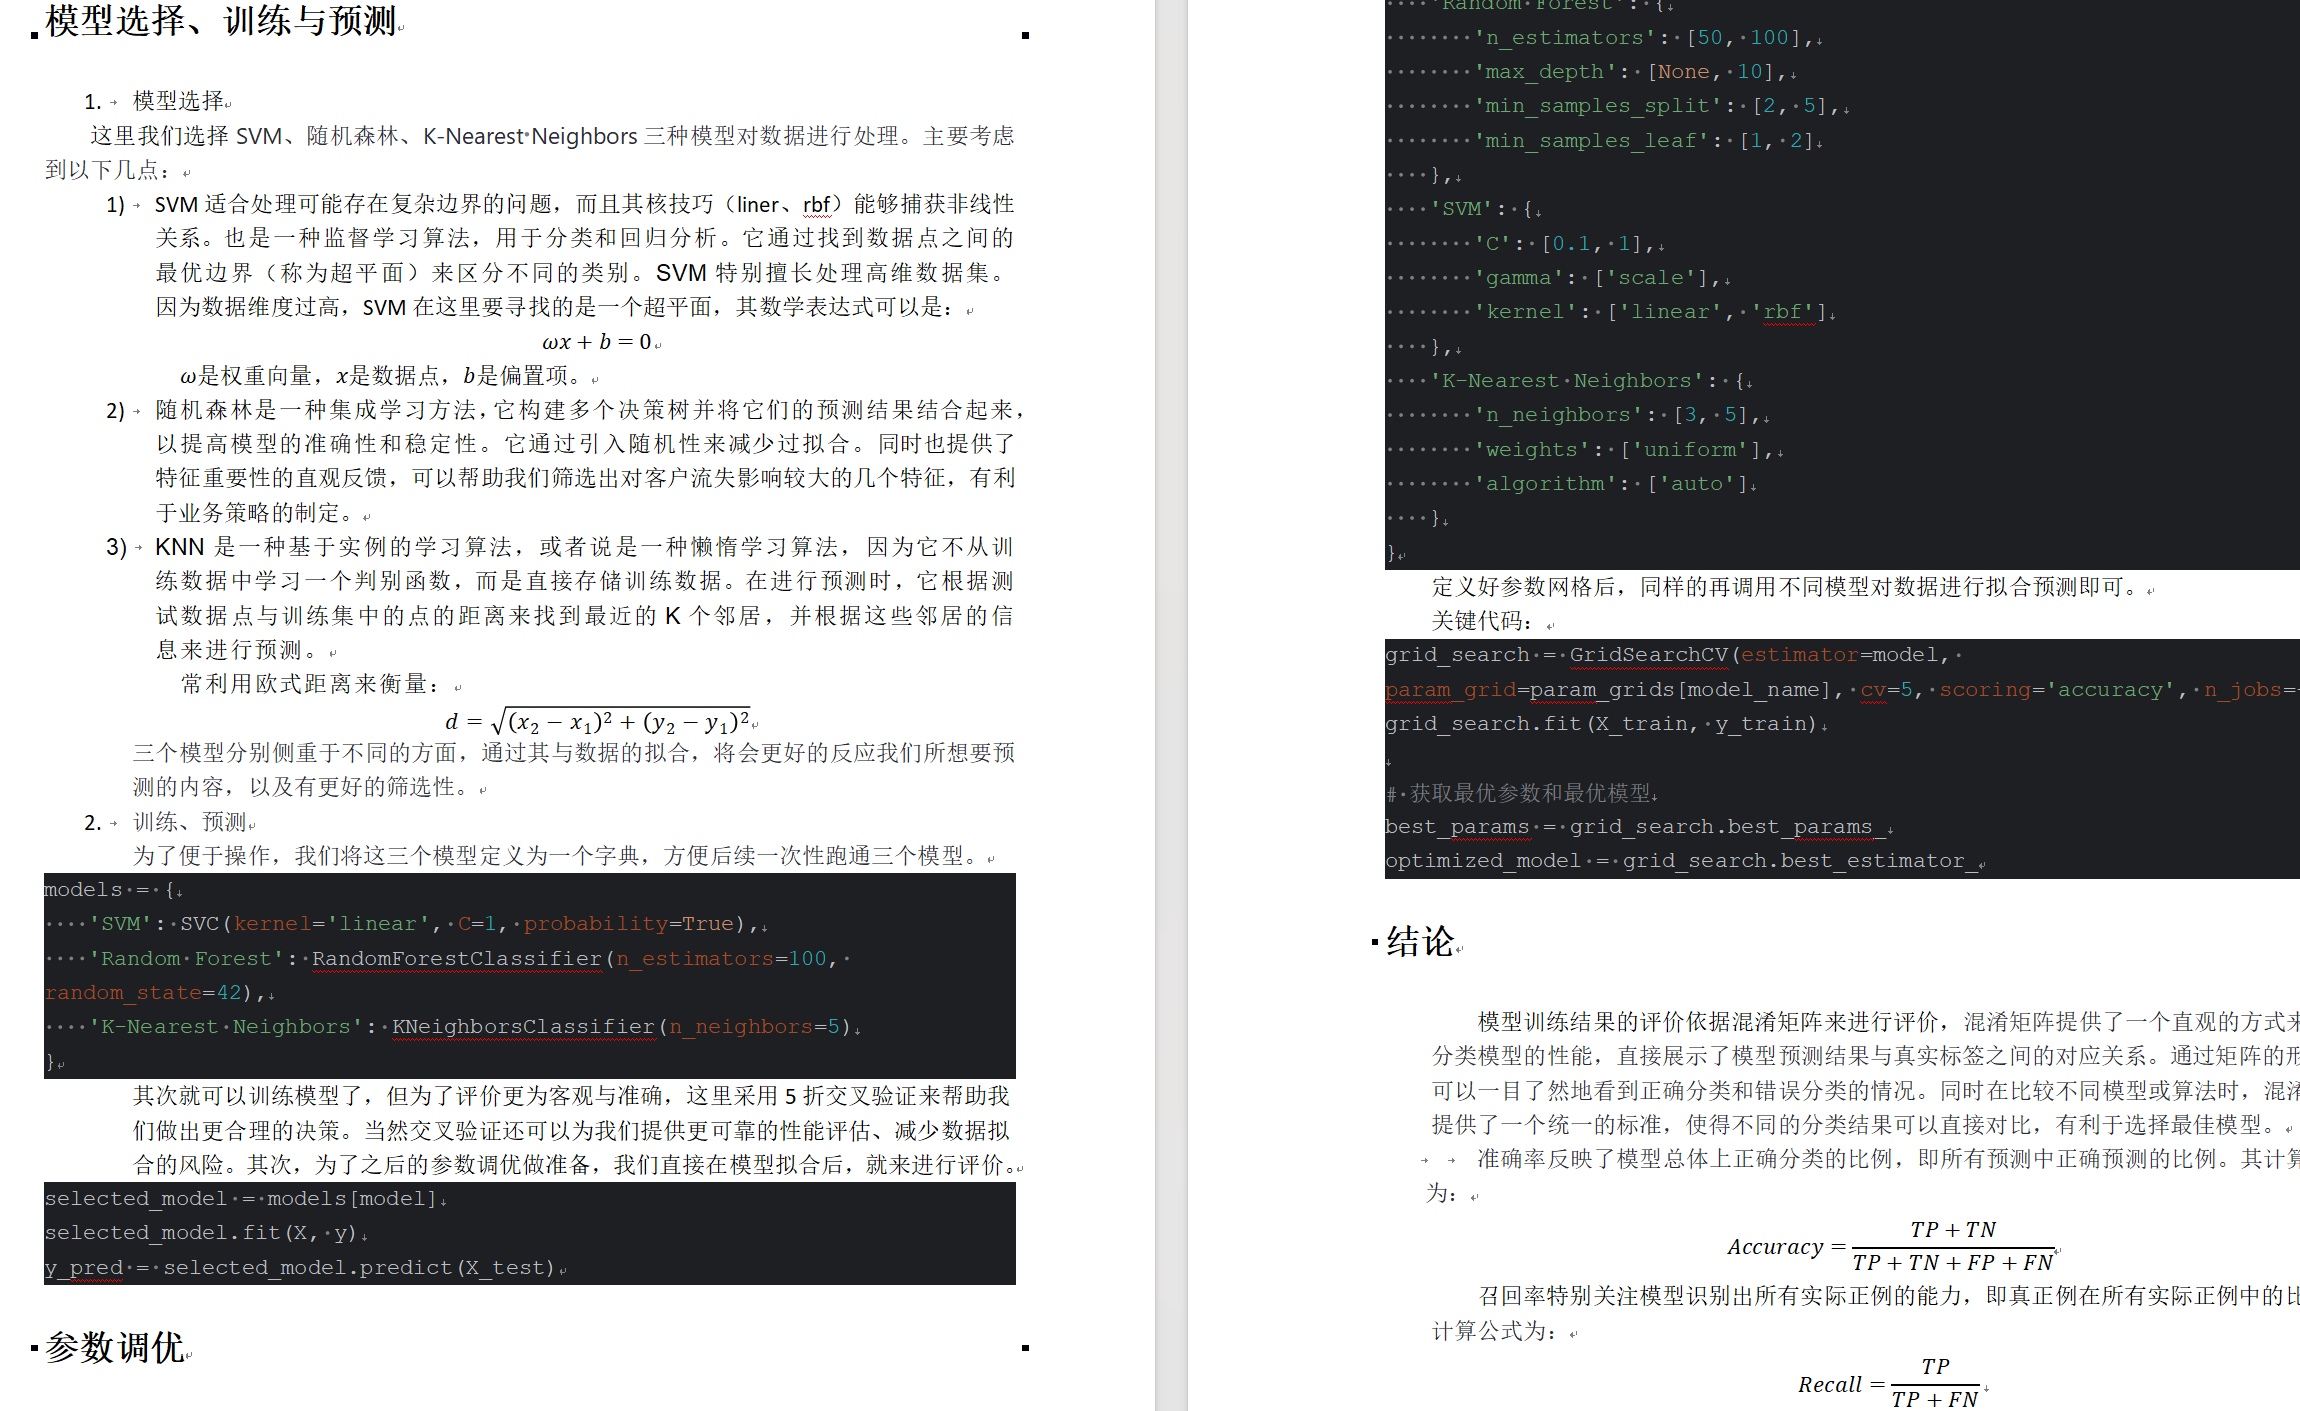 模型选择、训练与预测
1. 模型选择
这里我们选择 SVM、随机森林、K-Nearest Neighbors 三种模型对数据进行处理。主要考虑
到以下几点：
1) SVM 适合处理可能存在复杂边界的问题，而且其核技巧（liner、rbf）能够捕获非线性
关系。也是一种监督学习算法，用于分类和回归分析。它通过找到数据点之间的
最优边界（称为超平面）来区分不同的类别。SVM 特别擅长处理高维数据集。
因为数据维度过高，SVM 在这里要寻找的是一个超平面，其数学表达式可以是：
ωx + b = 0
ω是权重向量，x是数据点，b是偏置项。
2) 随机森林是一种集成学习方法，它构建多个决策树并将它们的预测结果结合起来，
以提高模型的准确性和稳定性。它通过引入随机性来减少过拟合。同时也提供了
特征重要性的直观反馈，可以帮助我们筛选出对客户流失影响较大的几个特征，有利
于业务策略的制定。
3) KNN 是一种基于实例的学习算法，或者说是一种懒惰学习算法，因为它不从训
练数据中学习一个判别函数，而是直接存储训练数据。在进行预测时，它根据测
试数据点与训练集中的点的距离来找到最近的 K 个邻居，并根据这些邻居的信
息来进行预测。
常利用欧式距离来衡量：
d = √(x₂ − x₁)² + (y₂ − y₁)²
三个模型分别侧重于不同的方面，通过其与数据的拟合，将会更好的反应我们所想要预
测的内容，以及有更好的筛选性。
2. 训练、预测
为了便于操作，我们将这三个模型定义为一个字典，方便后续一次性跑通三个模型。
models = {
    'SVM': SVC(kernel='linear', C=1, probability=True),
    'Random Forest': RandomForestClassifier(n_estimators=100,
random_state=42),
    'K-Nearest Neighbors': KNeighborsClassifier(n_neighbors=5)
}
其次就可以训练模型了，但为了评价更为客观与准确，这里采用 5 折交叉验证来帮助我
们做出更合理的决策。当然交叉验证还可以为我们提供更可靠的性能评估、减少数据拟
合的风险。其次，为了之后的参数调优做准备，我们直接在模型拟合后，就来进行评价。
selected_model = models[model]
selected_model.fit(X, y)
y_pred = selected_model.predict(X_test)
参数调优
    'Random Forest': {
        'n_estimators': [50, 100],
        'max_depth': [None, 10],
        'min_samples_split': [2, 5],
        'min_samples_leaf': [1, 2]
    },
    'SVM': {
        'C': [0.1, 1],
        'gamma': ['scale'],
        'kernel': ['linear', 'rbf']
    },
    'K-Nearest Neighbors': {
        'n_neighbors': [3, 5],
        'weights': ['uniform'],
        'algorithm': ['auto']
    }
}
定义好参数网格后，同样的再调用不同模型对数据进行拟合预测即可。
关键代码：
grid_search = GridSearchCV(estimator=model,
param_grid=param_grids[model_name], cv=5, scoring='accuracy', n_jobs=
grid_search.fit(X_train, y_train)
# 获取最优参数和最优模型
best_params = grid_search.best_params_
optimized_model = grid_search.best_estimator_
结论
模型训练结果的评价依据混淆矩阵来进行评价，混淆矩阵提供了一个直观的方式来
分类模型的性能，直接展示了模型预测结果与真实标签之间的对应关系。通过矩阵的形
可以一目了然地看到正确分类和错误分类的情况。同时在比较不同模型或算法时，混淆
提供了一个统一的标准，使得不同的分类结果可以直接对比，有利于选择最佳模型。
准确率反映了模型总体上正确分类的比例，即所有预测中正确预测的比例。其计算
为：
Accuracy = (TP + TN) / (TP + TN + FP + FN)
召回率特别关注模型识别出所有实际正例的能力，即真正例在所有实际正例中的比
计算公式为：
Recall = TP / (TP + FN)